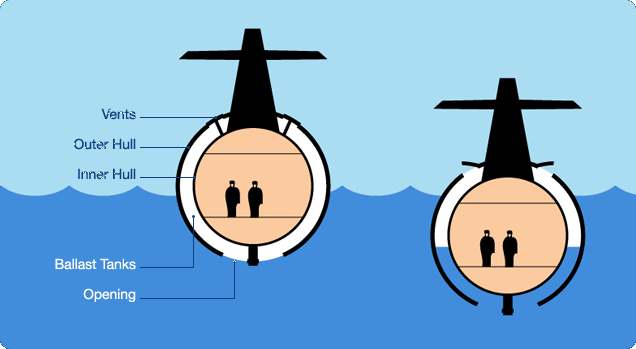 Vents
Outer Hull
Inner Hull
Ballast Tanks
Opening